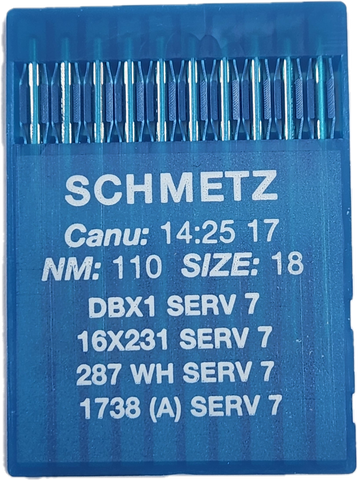 SCHMETZ
Canu: 14:25 17
NM: 110 SIZE: 18
DBX1 SERV 7
16X231 SERV 7
287 WH SERV 7
1738 (A) SERV 7